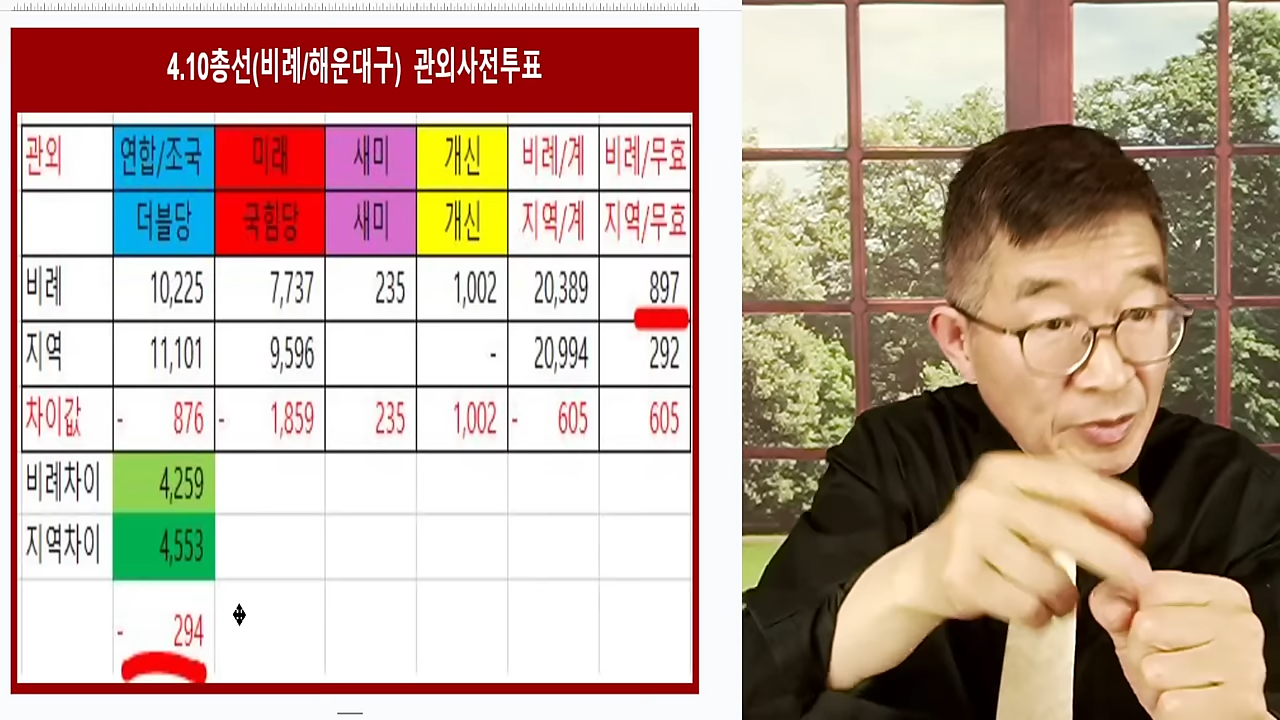 4.10총선(비례/해운대구) 관외사전투표
관외 연합/조국 미래 새미 개신 비례/계 비례/무효
더블당 국힘당 새미 개신 지역/계 지역/무효
비례 10,225 7,737 235 1,002 20,389 897
지역 11,101 9,596 - 20,994 292
차이값 - 876 - 1,859 235 1,002 - 605 605
비례차이 4,259
지역차이 4,553
- 294